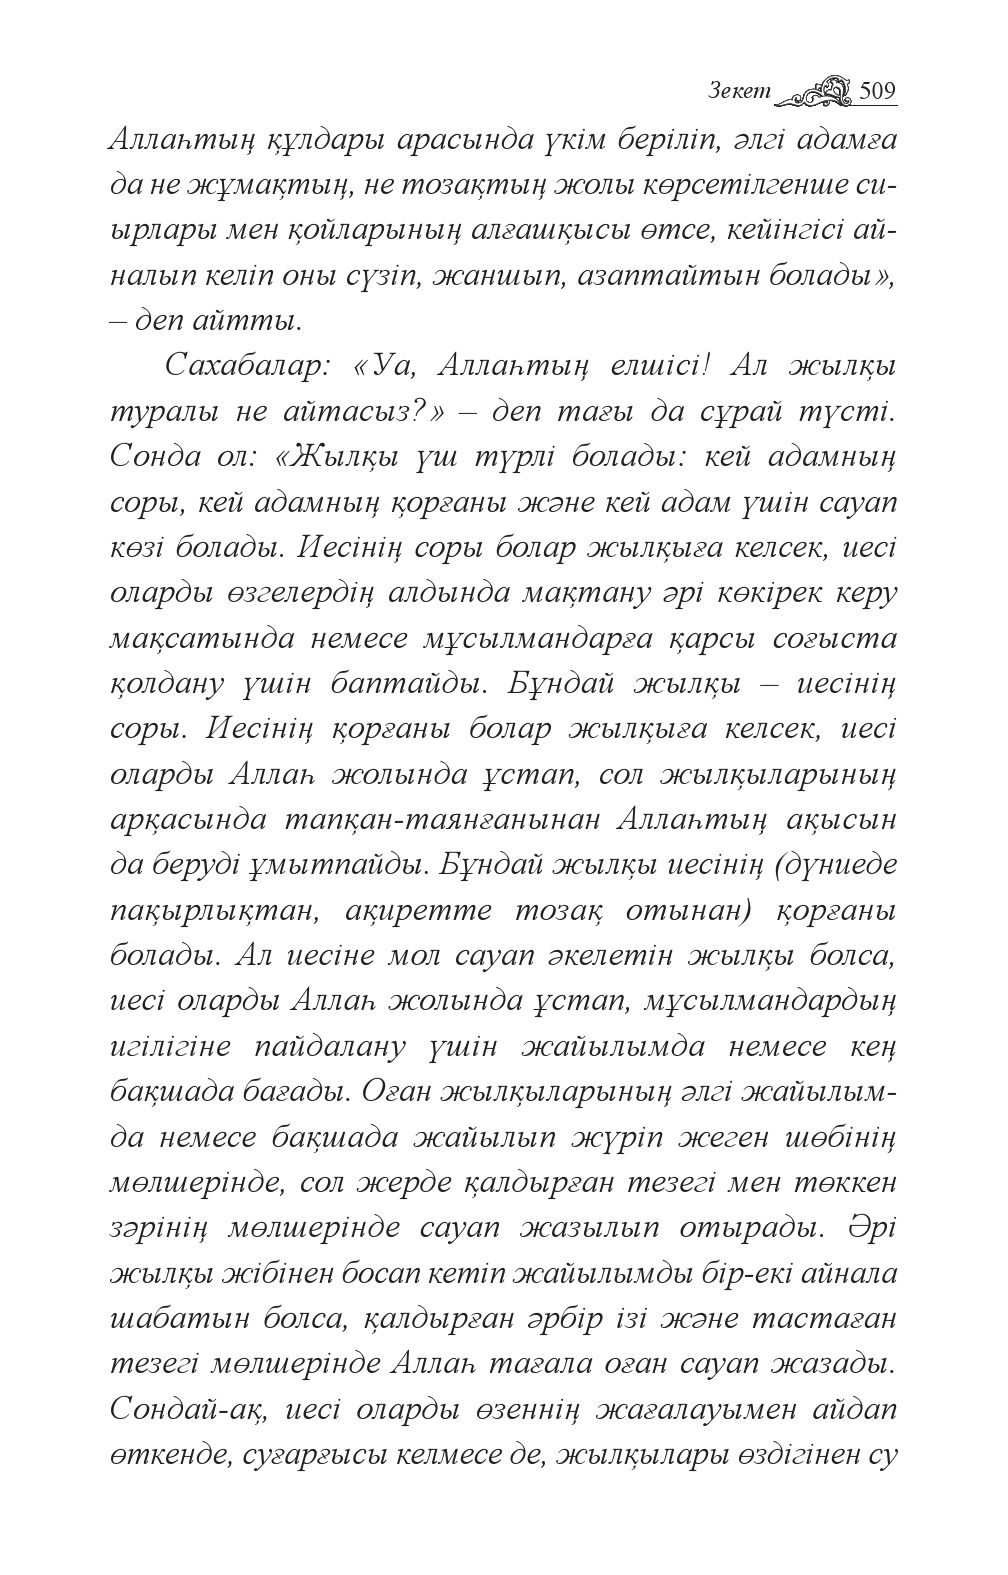 Зекет 509
Аллаһтың құлдары арасында үкім беріліп, әлгі адамға
да не жұмақтың, не тозақтың жолы көрсетілгенше си-
ырлары мен қойларының алғашқысы өтсе, кейінгісі ай-
налып келіп оны сүзіп, жаншып, азаптайтын болады»,
– деп айтты.
Сахабалар: «Уа, Аллаһтың елшісі! Ал жылқы
туралы не айтасыз?» – деп тағы да сұрай түсті.
Сонда ол: «Жылқы үш түрлі болады: кей адамның
соры, кей адамның қорғаны және кей адам үшін сауап
көзі болады. Иесінің соры болар жылқыға келсек, иесі
оларды өзгелердің алдында мақтану әрі көкірек керу
мақсатында немесе мұсылмандарға қарсы соғыста
қолдану үшін баптайды. Бұндай жылқы – иесінің
соры. Иесінің қорғаны болар жылқыға келсек, иесі
оларды Аллаһ жолында ұстап, сол жылқыларының
арқасында тапқан-таянғанынан Аллаһтың ақысын
да беруді ұмытпайды. Бұндай жылқы иесінің (дүниеде
пақырлықтан, ақиретте тозақ отынан) қорғаны
болады. Ал иесіне мол сауап әкелетін жылқы болса,
иесі оларды Аллаһ жолында ұстап, мұсылмандардың
игілігіне пайдалану үшін жайылымда немесе кең
бақшада бағады. Оған жылқыларының әлгі жайылым-
да немесе бақшада жайылып жүріп жеген шөбінің
мөлшерінде, сол жерде қалдырған тезегі мен төккен
зәрінің мөлшерінде сауап жазылып отырады. Әрі
жылқы жібінен босап кетіп жайылымды бір-екі айнала
шабатын болса, қалдырған әрбір ізі және тастаған
тезегі мөлшерінде Аллаһ тағала оған сауап жазады.
Сондай-ақ, иесі оларды өзеннің жағалауымен айдап
өткенде, суғарғысы келмесе де, жылқылары өздігінен су